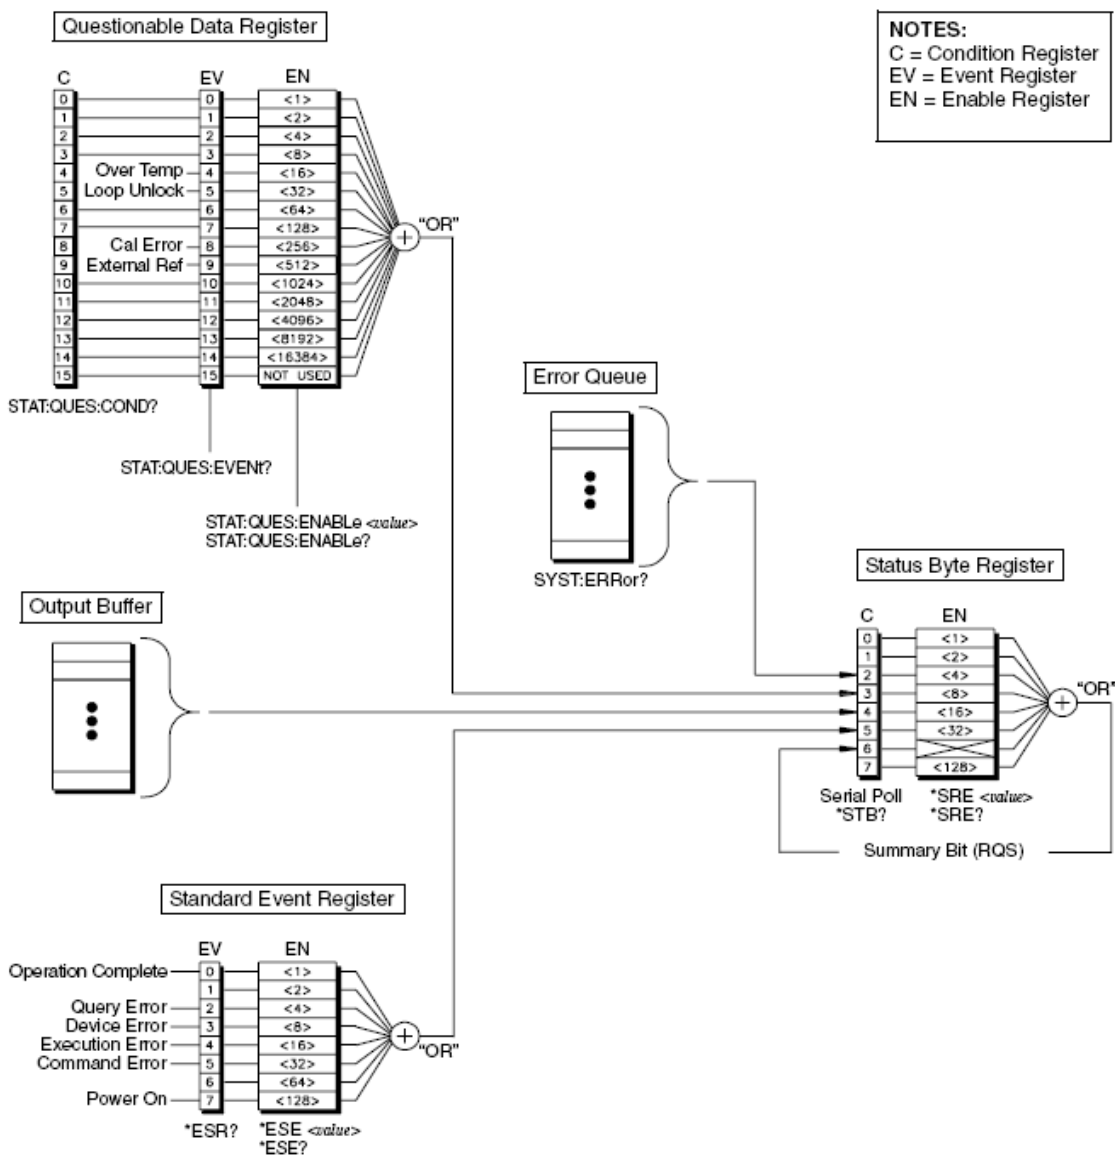 Questionable Data Register
NOTES:
C = Condition Register
EV = Event Register
EN = Enable Register
C EV EN
0 0 <1>
1 1 <2>
2 2 <4>
3 3 <8>
4 Over Temp 4 <16>
5 Loop Unlock 5 <32>
6 6 <64>
7 7 <128>
8 Cal Error 8 <256>
9 External Ref 9 <512>
10 10 <1024>
11 11 <2048>
12 12 <4096>
13 13 <8192>
14 14 <16384>
15 15 NOT USED
+ "OR"
STAT:QUES:COND?
STAT:QUES:EVENt?
STAT:QUES:ENABLe <value>
STAT:QUES:ENABLe?
Error Queue
SYST:ERRor?
Output Buffer
Status Byte Register
C EN
0 <1>
1 <2>
2 <4>
3 <8>
4 <16>
5 <32>
6
7 <128>
+ "OR"
Serial Poll
*STB?
*SRE <value>
*SRE?
Summary Bit (RQS)
Standard Event Register
EV EN
Operation Complete 0 <1>
1 <2>
Query Error 2 <4>
Device Error 3 <8>
Execution Error 4 <16>
Command Error 5 <32>
6 <64>
Power On 7 <128>
+ "OR"
*ESR?
*ESE <value>
*ESE?